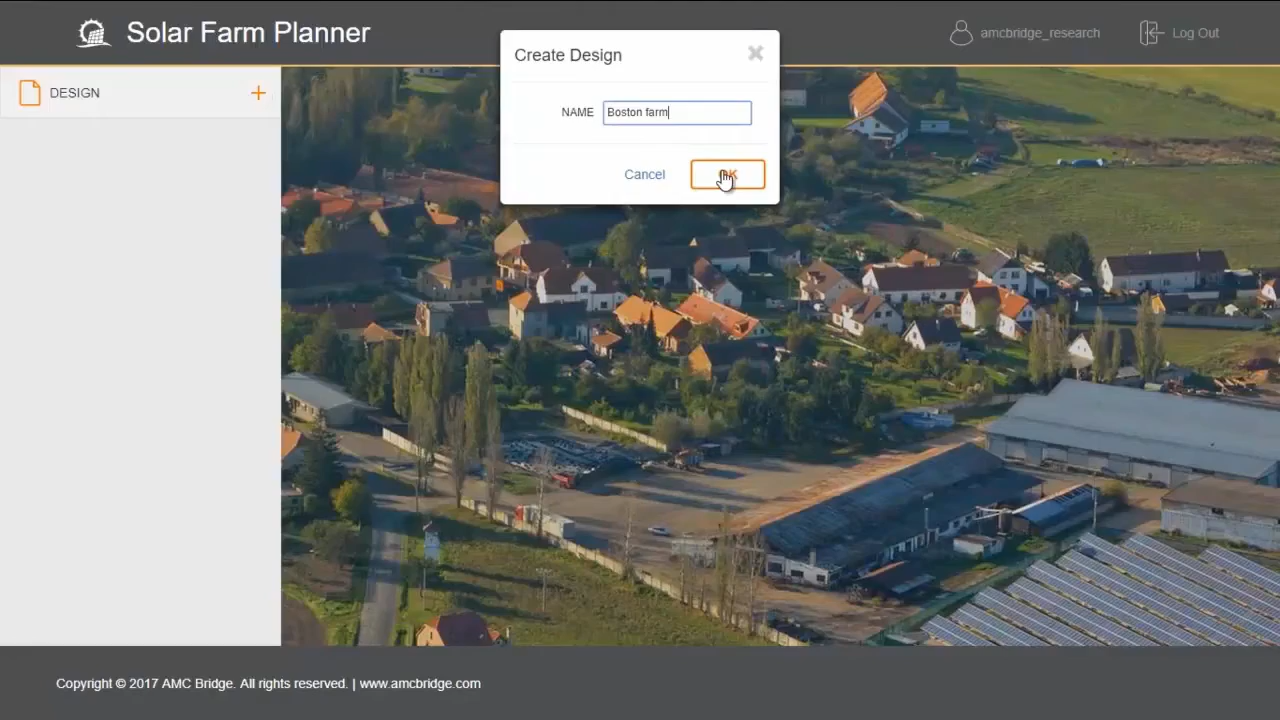 Solar Farm Planner
amcbridge_research
Log Out
DESIGN
Create Design
NAME
Boston farm
Cancel
Copyright © 2017 AMC Bridge. All rights reserved. | www.amcbridge.com